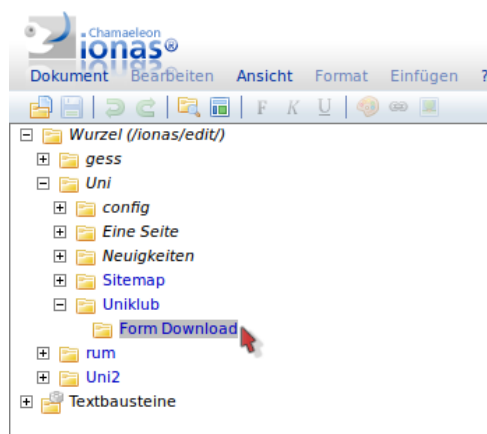 Chamaeleon
ionas®
Dokument Bearbeiten Ansicht Format Einfügen ?
F K U
Wurzel (/ionas/edit/)
gess
Uni
config
Eine Seite
Neuigkeiten
Sitemap
Uniklub
Form Download
rum
Uni2
Textbausteine